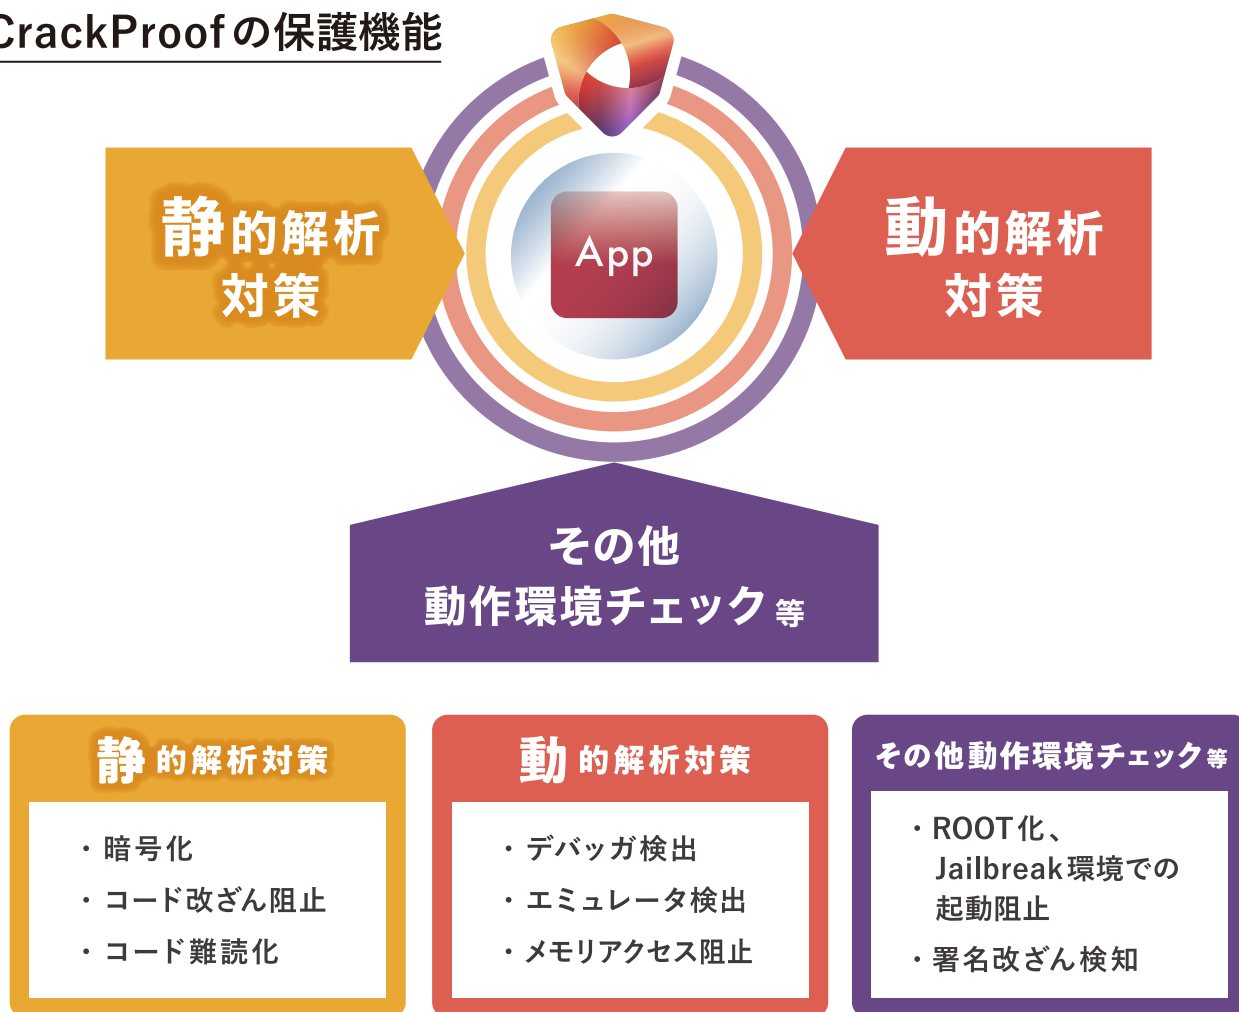 CrackProofの保護機能
App
静的解析
対策
動的解析
対策
その他
動作環境チェック等
静的解析対策
・暗号化
・コード改ざん阻止
・コード難読化
動的解析対策
・デバッガ検出
・エミュレータ検出
・メモリアクセス阻止
その他動作環境チェック等
・ROOT化、
Jailbreak環境での
起動阻止
・署名改ざん検知